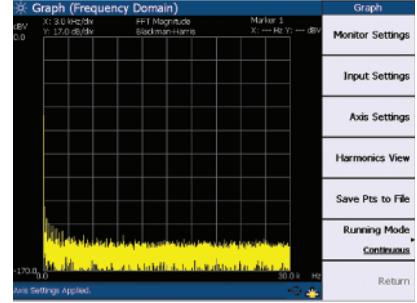 Graph (Frequency Domain)
Graph
dBV
X: 3.0 kHz/div
FFT Magnitude
Marker 1
0.0
Y: 17.0 dB/div
Blackman-Harris
X: --- Hz Y: --- dBV
Monitor Settings
Input Settings
Axis Settings
Harmonics View
Save Pts to File
Running Mode
Continuous
Return
-170.0
0.0
30.0 k
Hz
Axis Settings Applied.